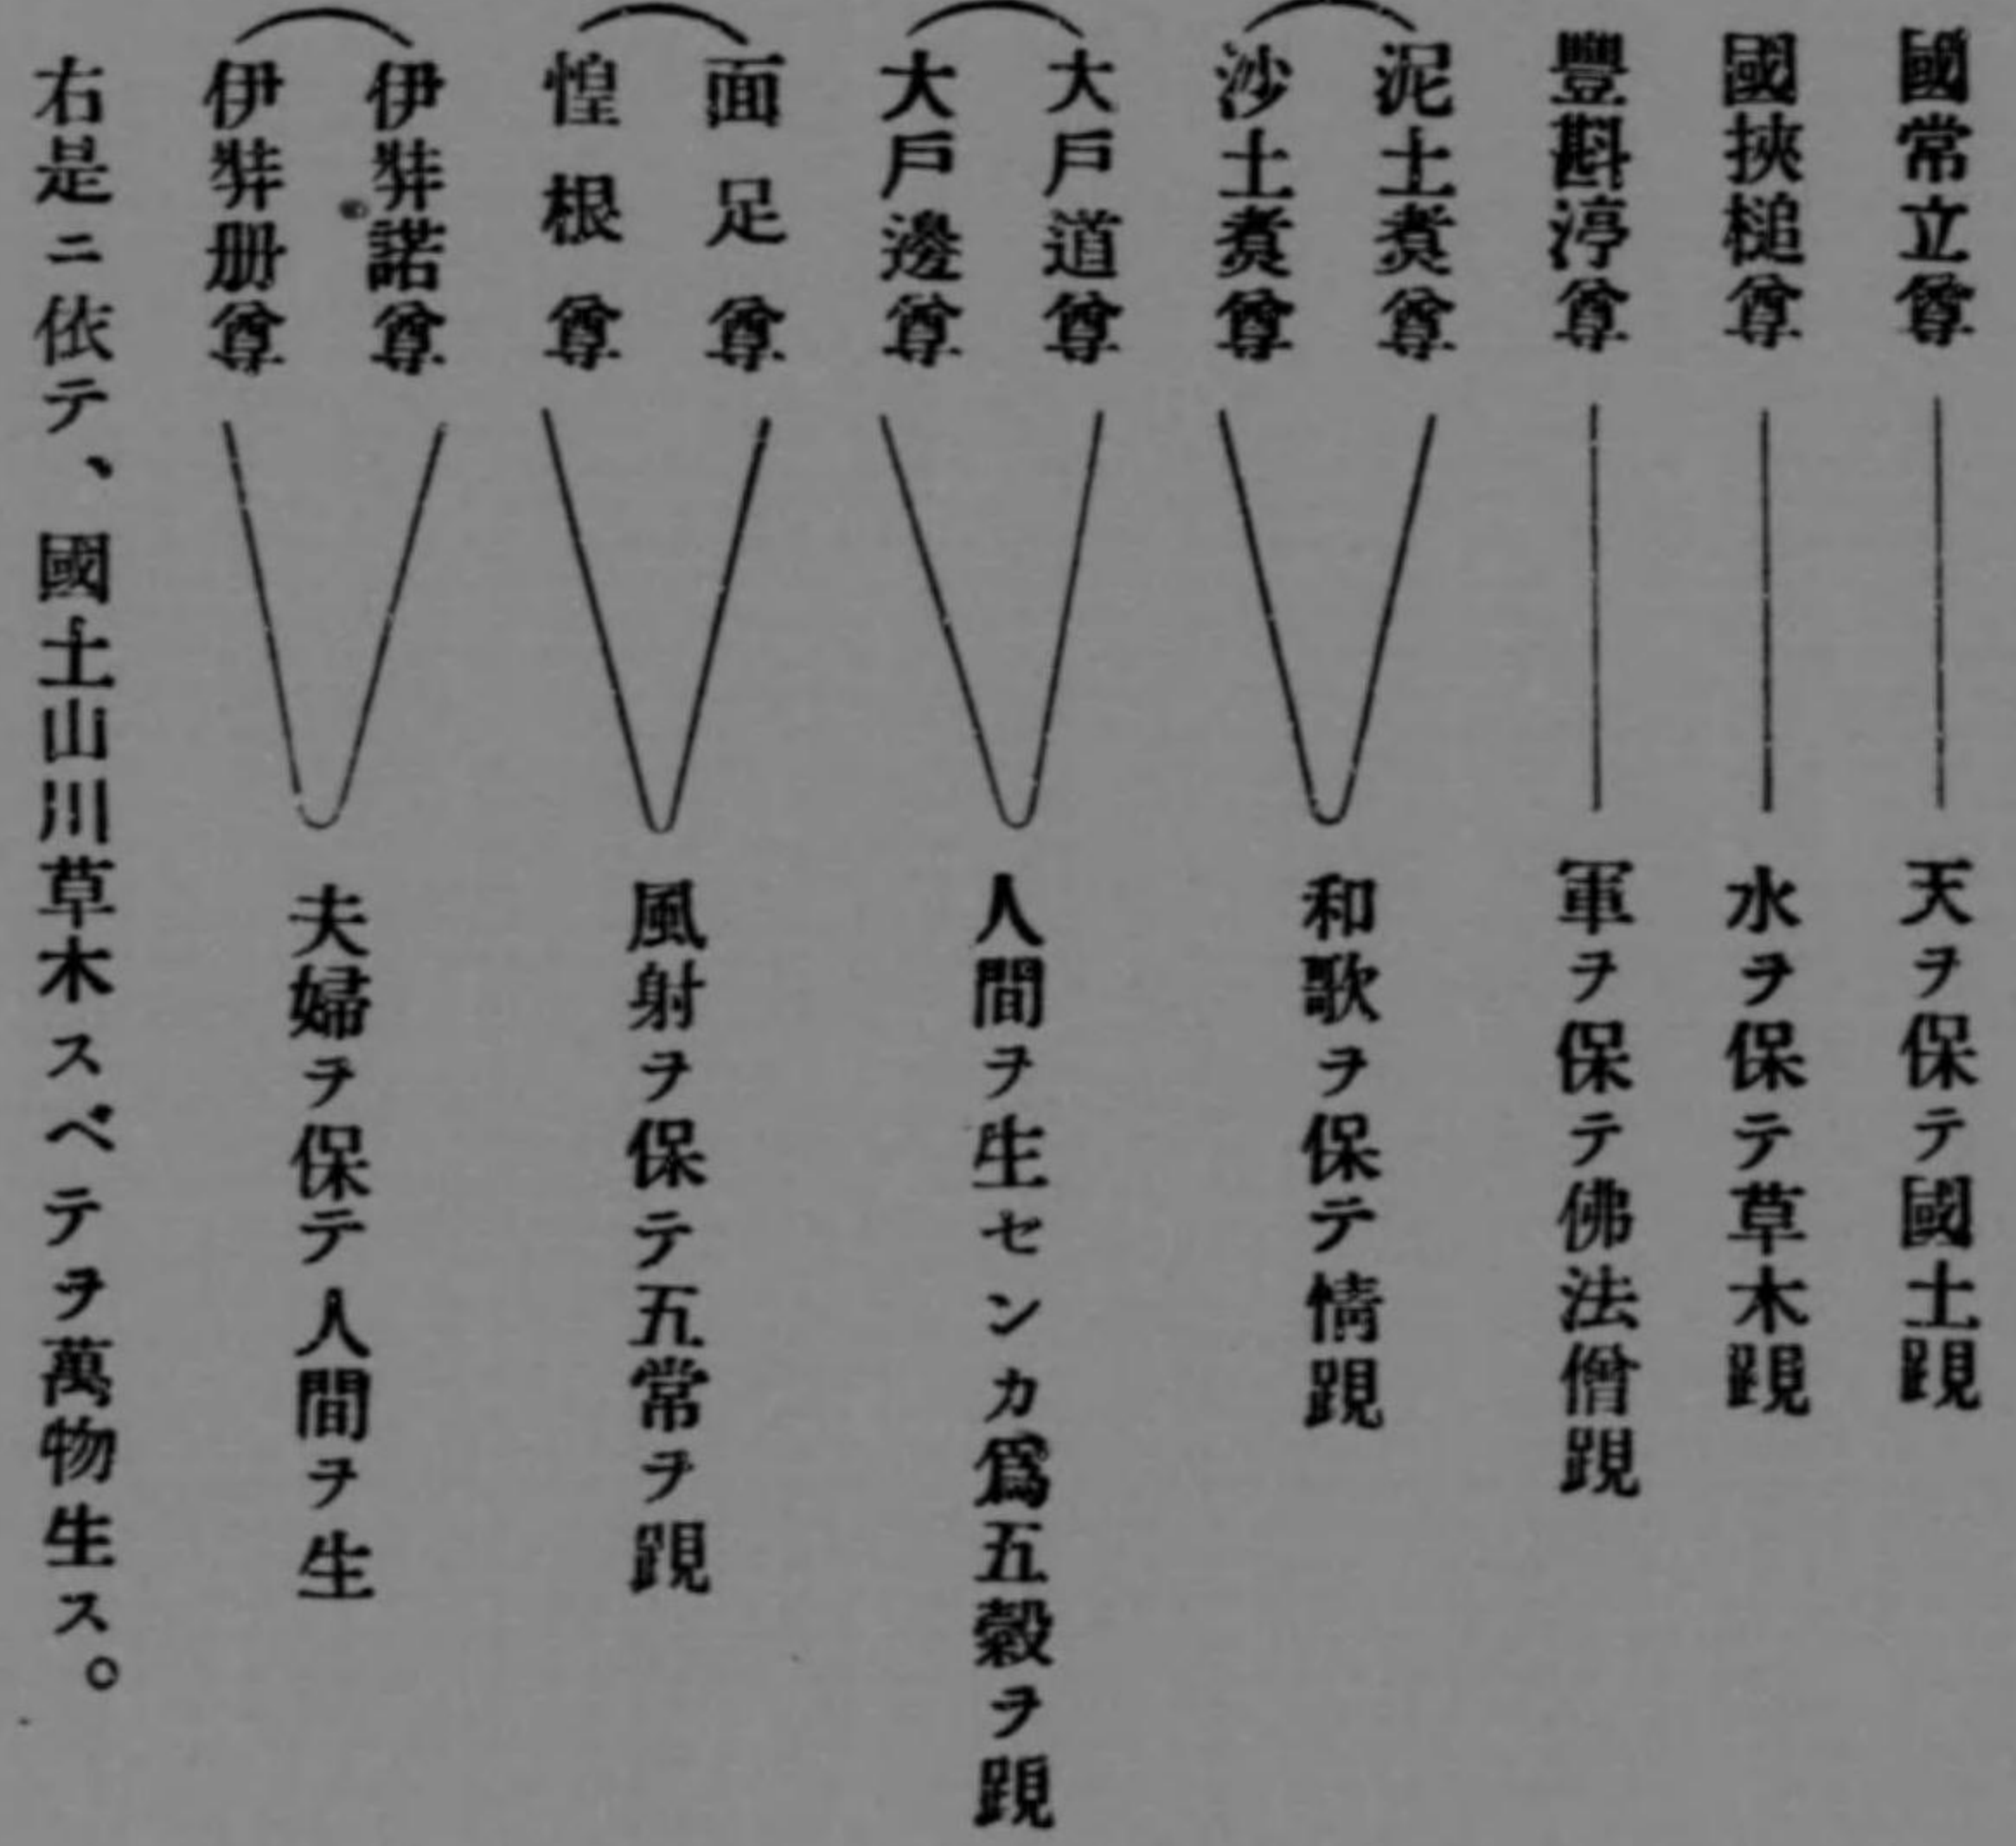 國常立尊 天ヲ保テ國土現
國挾槌尊 水ヲ保テ草木現
豐斟渟尊 軍ヲ保テ佛法僧現
泥土煑尊
沙土煑尊 和歌ヲ保テ情現
大戶道尊
大戶邊尊 人間ヲ生センカ爲五穀ヲ現
面足尊
惶根尊 風射ヲ保テ五常ヲ現
伊弉諾尊
伊弉册尊 夫婦ヲ保テ人間ヲ生
右是ニ依テ、國土山川草木スベテヲ萬物生ス。